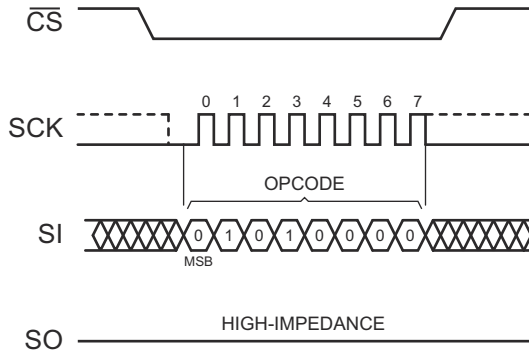 CS
0 1 2 3 4 5 6 7
SCK
OPCODE
SI 0 1 0 1 0 0 0 0
MSB
HIGH-IMPEDANCE
SO